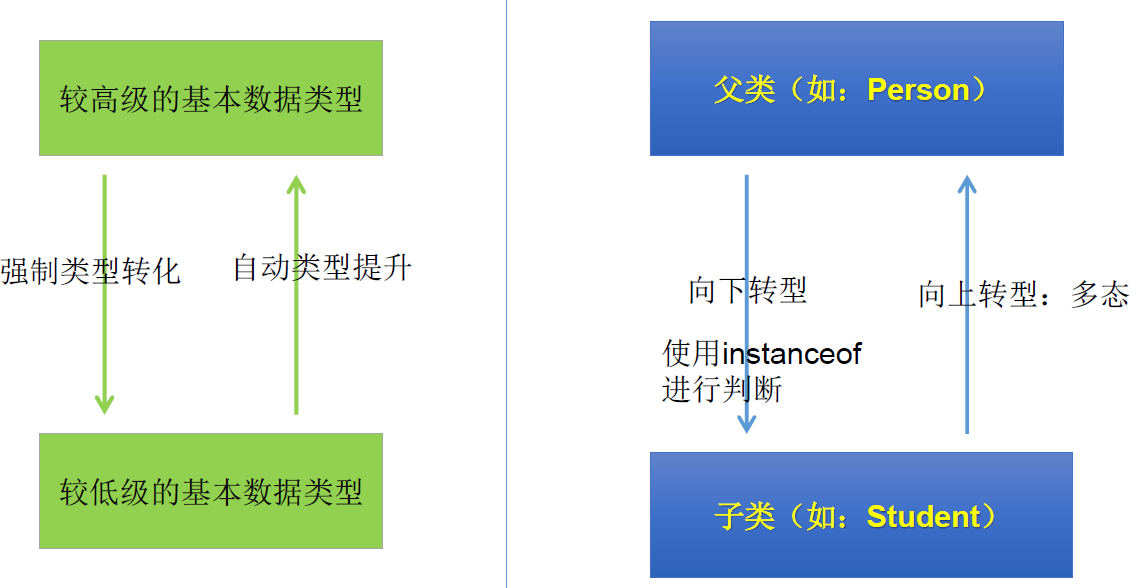 较高级的基本数据类型
强制类型转化
自动类型提升
较低级的基本数据类型
父类（如：Person）
向下转型
使用instanceof
进行判断
向上转型：多态
子类（如：Student）